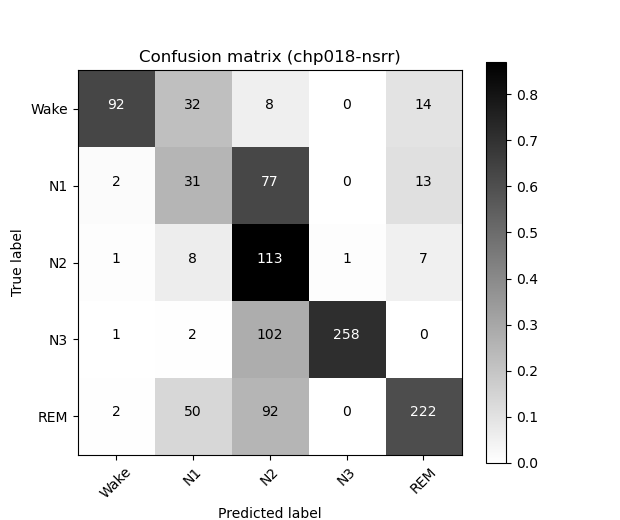 Confusion matrix (chp018-nsrr)
Wake 92 32 8 0 14
N1 2 31 77 0 13
N2 1 8 113 1 7
N3 1 2 102 258 0
REM 2 50 92 0 222
Wake N1 N2 N3 REM
Predicted label
True label
0.8
0.7
0.6
0.5
0.4
0.3
0.2
0.1
0.0